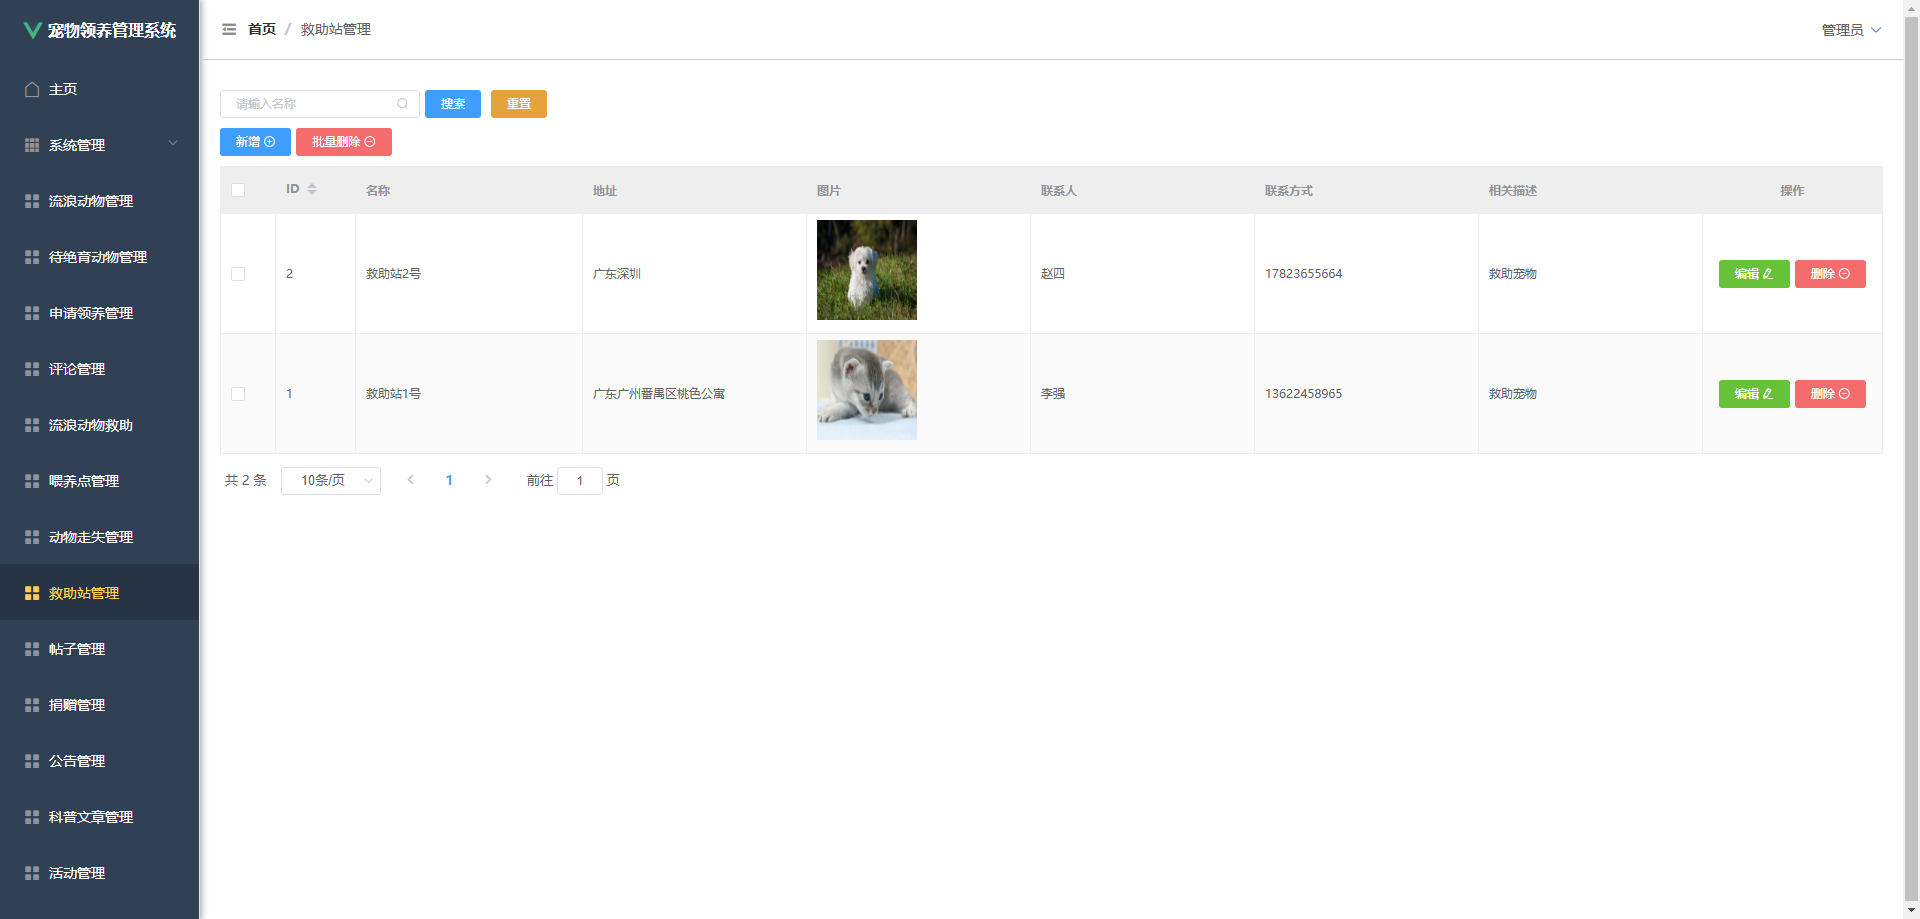 宠物领养管理系统
主页
系统管理
流浪动物管理
待绝育动物管理
申请领养管理
评论管理
流浪动物救助
喂养点管理
动物走失管理
救助站管理
帖子管理
捐赠管理
公告管理
科普文章管理
活动管理
首页 / 救助站管理
管理员
请输入名称 搜索 重置
新增 批量删除
ID 名称 地址 图片 联系人 联系方式 相关描述 操作
2 救助站2号 广东深圳 赵四 17823655664 救助宠物 编辑 删除
1 救助站1号 广东广州番禺区桃色公寓 李强 13622458965 救助宠物 编辑 删除
共 2 条 10条/页 1 前往 1 页